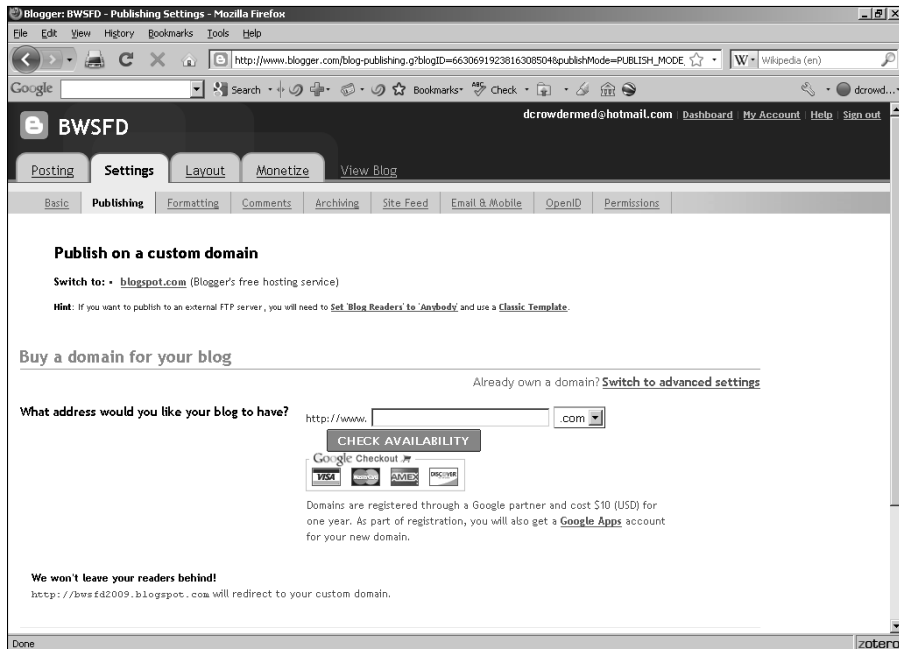 Blogger: BWSFD - Publishing Settings - Mozilla Firefox
File Edit View History Bookmarks Tools Help
http://www.blogger.com/blog-publishing.g?blogID=6630691923816308504&publishMode=PUBLISH_MODE_ W Wikipedia (en)
Google Search Bookmarks ABC Check dcrowd...
BWSFD
dcrowdermed@hotmail.com | Dashboard | My Account | Help | Sign out
Posting Settings Layout Monetize View Blog
Basic Publishing Formatting Comments Archiving Site Feed Email & Mobile OpenID Permissions
Publish on a custom domain
Switch to: • blogspot.com (Blogger's free hosting service)
Hint: If you want to publish to an external FTP server, you will need to Set 'Blog Readers' to 'Anybody' and use a Classic Template.
Buy a domain for your blog
Already own a domain? Switch to advanced settings
What address would you like your blog to have? http://www. .com
CHECK AVAILABILITY
Google Checkout
VISA MasterCard AMEX DISCOVER
Domains are registered through a Google partner and cost $10 (USD) for
one year. As part of registration, you will also get a Google Apps account
for your new domain.
We won't leave your readers behind!
http://bwsfd2009.blogspot.com will redirect to your custom domain.
Done zotero